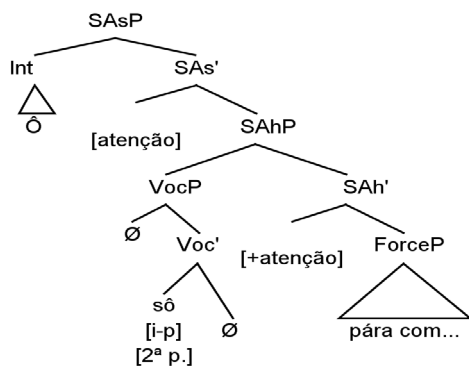 SAsP
Int SAs'
Ô [atenção] SAhP
VocP SAh'
Ø Voc' [+atenção] ForceP
sô Ø pára com...
[i-p]
[2ª p.]